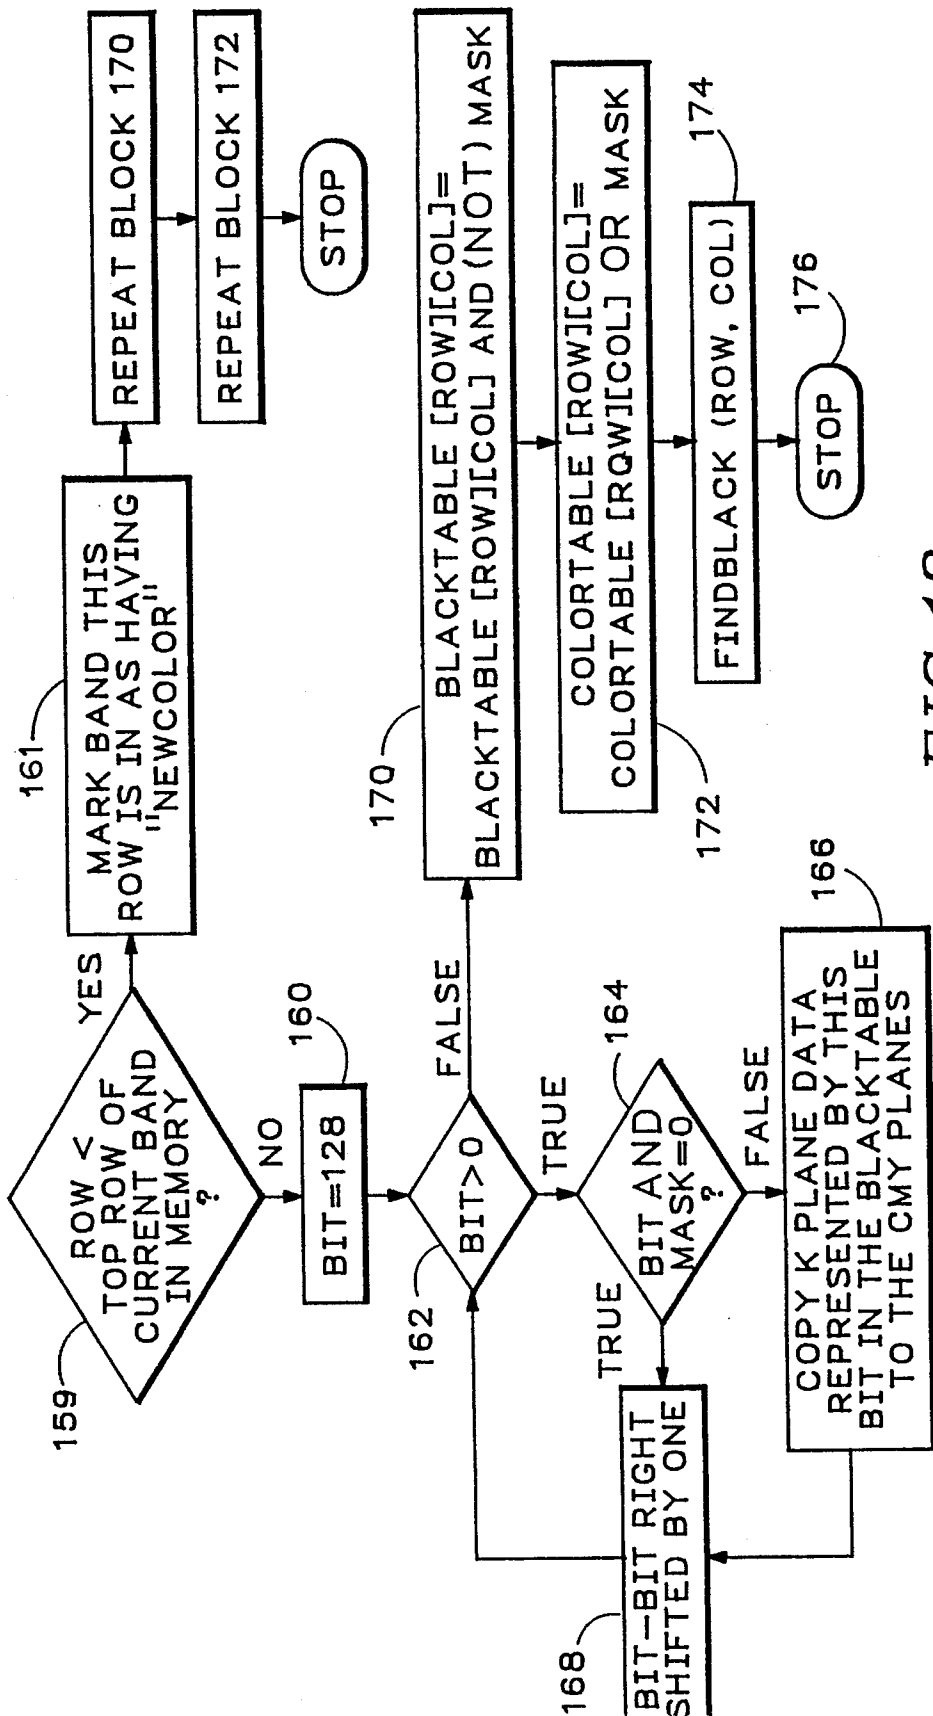 159
ROW <
TOP ROW OF
CURRENT BAND
IN MEMORY
?
YES
NO
161
MARK BAND THIS
ROW IS IN AS HAVING
"NEWCOLOR"
REPEAT BLOCK 170
REPEAT BLOCK 172
STOP
160
BIT=128
162
BIT>0
FALSE
TRUE
164
BIT AND
MASK=0
?
TRUE
FALSE
166
COPY K PLANE DATA
REPRESENTED BY THIS
BIT IN THE BLACKTABLE
TO THE CMY PLANES
168
BIT-BIT RIGHT
SHIFTED BY ONE
170
BLACKTABLE [ROW][COL]=
BLACKTABLE [ROW][COL] AND (NOT) MASK
172
COLORTABLE [ROW][COL]=
COLORTABLE [ROW][COL] OR MASK
174
FINDBLACK (ROW, COL)
176
STOP